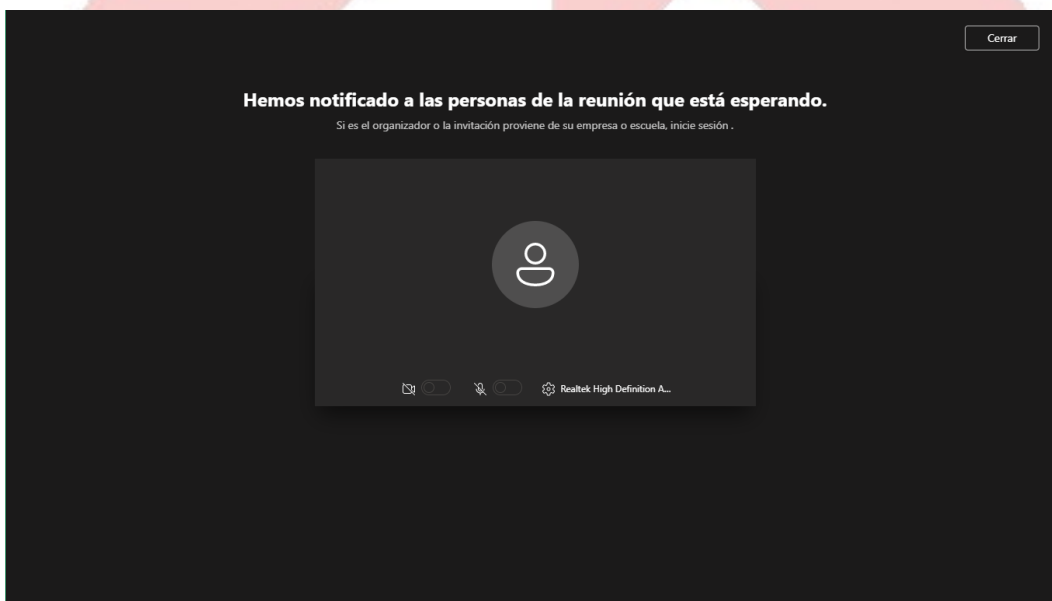 Cerrar
Hemos notificado a las personas de la reunión que está esperando.
Si es el organizador o la invitación proviene de su empresa o escuela, inicie sesión .
Realtek High Definition A...